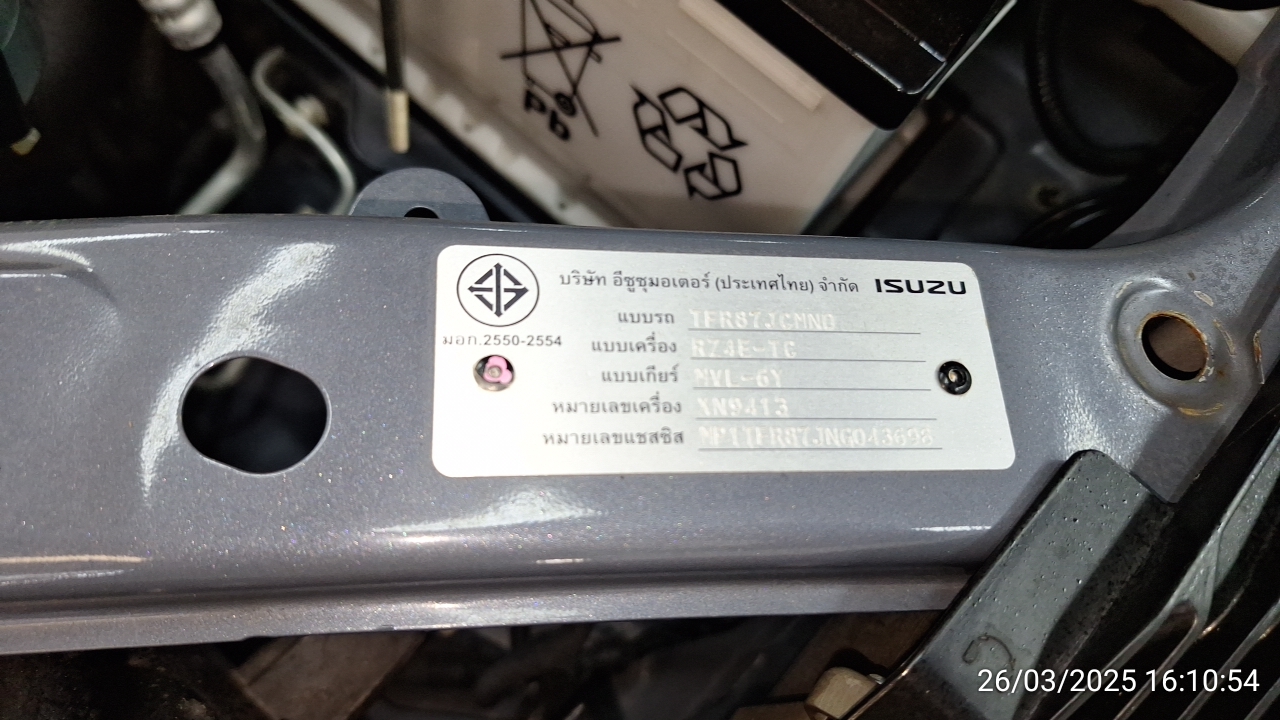 Pb
บริษัท อีซูซุมอเตอร์ (ประเทศไทย) จำกัด ISUZU
แบบรถ TFR87JCMNO
มอก.2550-2554
แบบเครื่อง RZ4E-TC
แบบเกียร์ MVL-6Y
หมายเลขเครื่อง XN9413
หมายเลขแชสซิส MP1TFR87JNG043698
26/03/2025 16:10:54